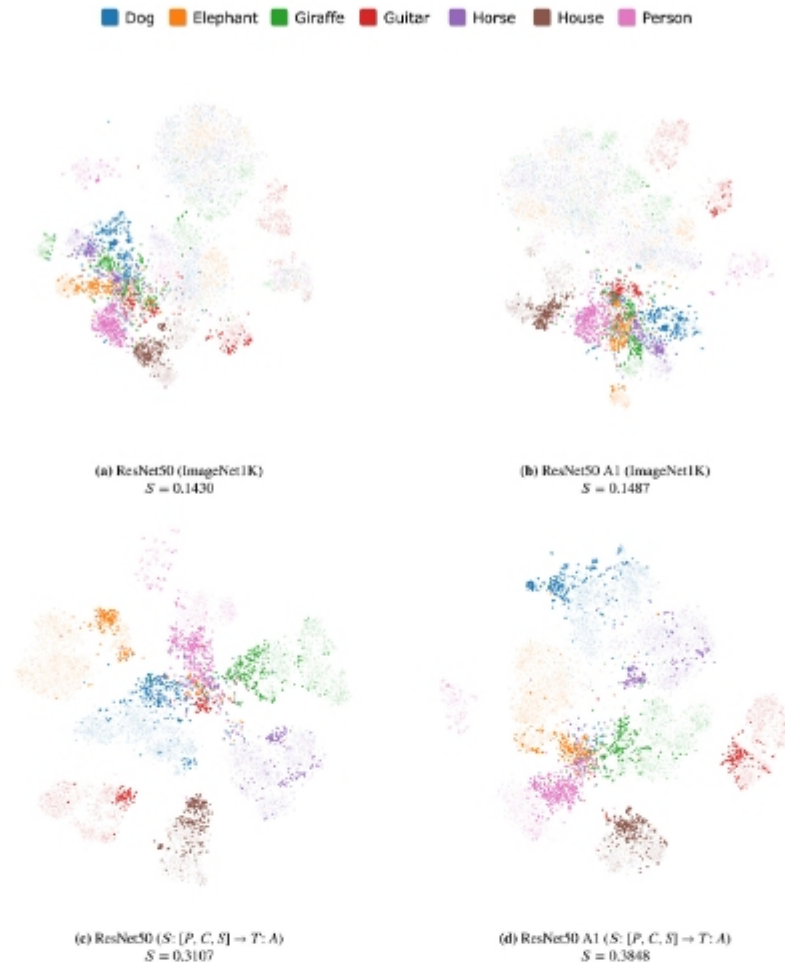 Dog Elephant Giraffe Guitar Horse House Person
(a) ResNet50 (ImageNet1K)
S = 0.1430
(b) ResNet50 A1 (ImageNet1K)
S = 0.1487
(c) ResNet50 (S: [P, C, S] → T: A)
S = 0.3107
(d) ResNet50 A1 (S: [P, C, S] → T: A)
S = 0.3848